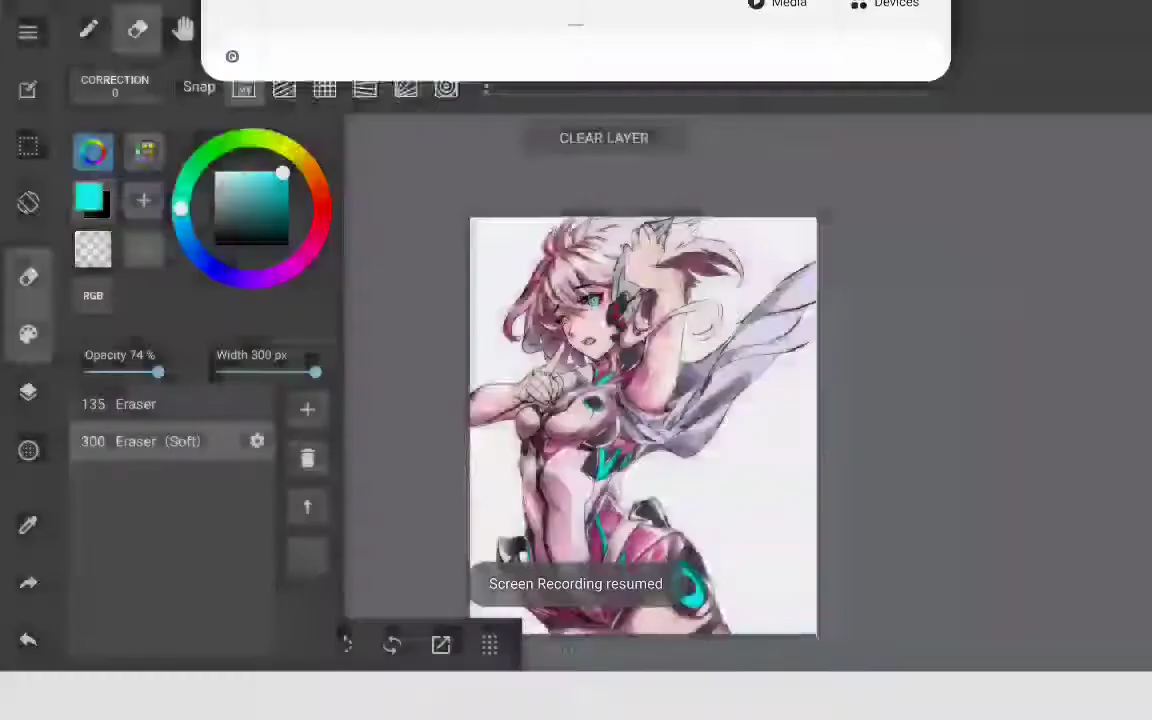 Media Devices
CORRECTION
0
Snap
CLEAR LAYER
RGB
Opacity 74 %
Width 300 px
135 Eraser
300 Eraser (Soft)
Screen Recording resumed